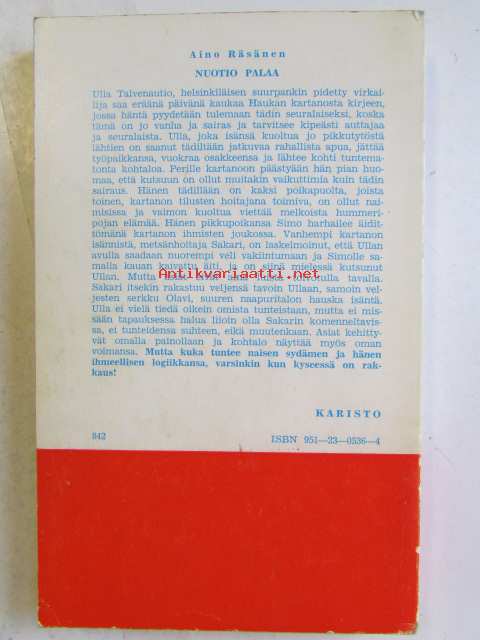 Aino Räsänen
NUOTIO PALAA
Ulla Talvenautio, helsinkiläisen suurpankin pidetty virkai-
lija saa eräänä päivänä kaukaa Haukan kartanosta kirjeen,
jossa häntä pyydetään tulemaan tädin seuralaiseksi, koska
tämä on jo vanha ja sairas ja tarvitsee kipeästi auttajaa
ja seuralaista. Ulla, joka isänsä kuoltua jo pikkutytöstä
lähtien on saanut tädiltään jatkuvaa rahallista apua, jättää
työpaikkansa, vuokraa osakkeensa ja lähtee kohti tuntema-
tonta kohtaloa. Perille kartanoon päästyään hän pian huo-
maa, että kutsuun on ollut muitakin vaikuttimia kuin tädin
sairaus. Hänen tädillään on kaksi poikapuolta, joista
toinen, kartanon tilusten hoitajana toimiva, on ollut nai-
misissa ja vaimon kuoltua viettää melkoista hummeri-
pojan elämää. Hänen pikkupoikansa Simo harhailee äidit-
tömänä kartanon ihmisten joukossa. Vanhempi kartanon
isännistä, metsänhoitaja Sakari, on laskelmoinut, että Ullan
avulla saadaan nuorempi veli vakiintumaan ja Simolle sa-
malla kauan kaivattu äiti, ja on siinä mielessä kutsunut
Ullan. Mutta tavalla.
Antikvariaatti.net
Sakari itsekin rakastuu veljensä tavoin Ullaan, samoin vel-
jesten serkku Olavi, suuren naapuritalon hauska isäntä.
Ulla ei vielä tiedä oikein omista tunteistaan, mutta ei mis-
sään tapauksessa halua liioin olla Sakarin komenneltavis-
sa, ei tunteidensa suhteen, eikä muutenkaan. Asiat kehitty-
vät omalla painollaan ja kohtalo näyttää myös oman
voimansa. Mutta kuka tuntee naisen sydämen ja hänen
ihmeellisen logiikkansa, varsinkin kun kyseessä on rak-
kaus!
KARISTO
842 ISBN 951—23—0536—4